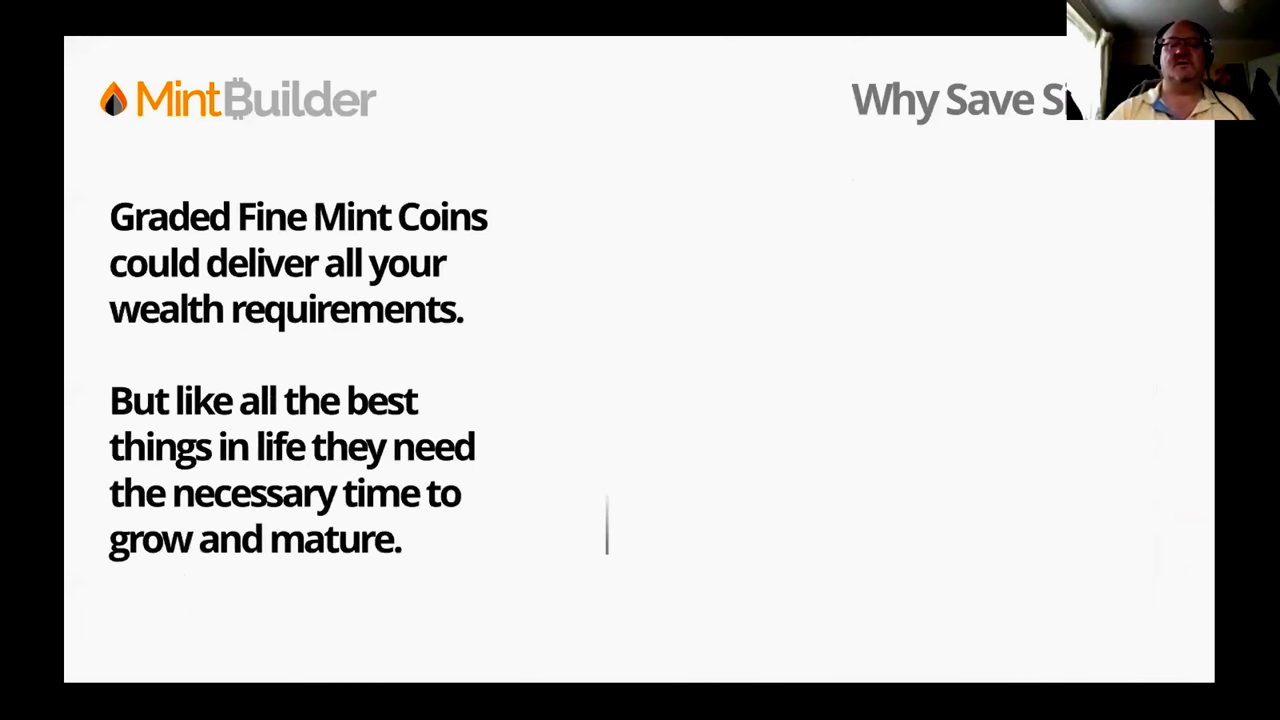 MintBuilder
Why Save
Graded Fine Mint Coins
could deliver all your
wealth requirements.
But like all the best
things in life they need
the necessary time to
grow and mature.